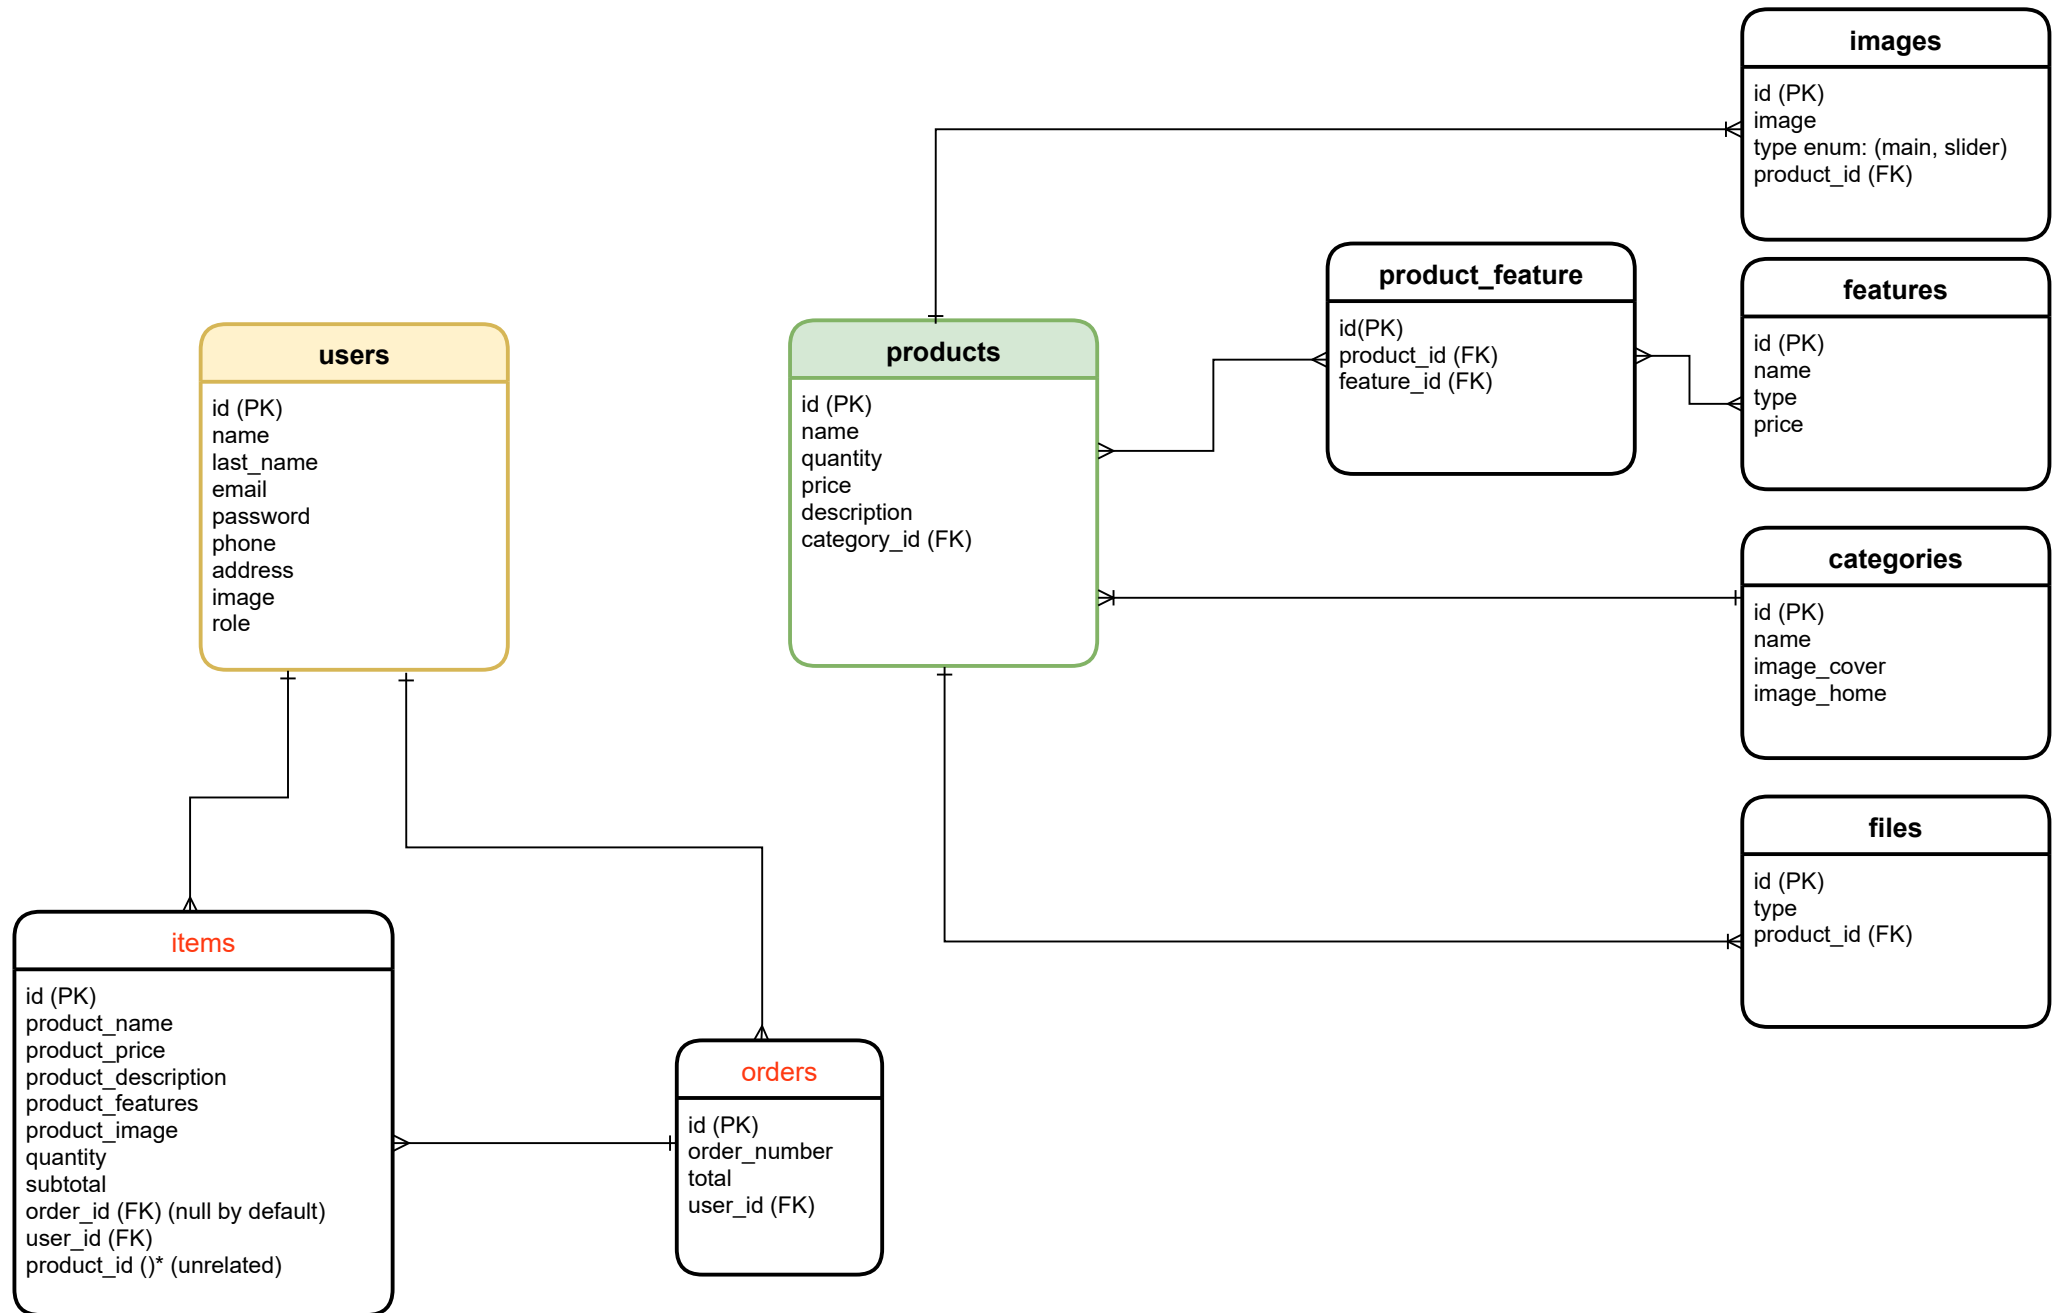 images
id (PK)
image
type enum: (main, slider)
product_id (FK)
product_feature
id(PK)
product_id (FK)
feature_id (FK)
features
id (PK)
name
type
price
users
id (PK)
name
last_name
email
password
phone
address
image
role
products
id (PK)
name
quantity
price
description
category_id (FK)
categories
id (PK)
name
image_cover
image_home
files
id (PK)
type
product_id (FK)
items
id (PK)
product_name
product_price
product_description
product_features
product_image
quantity
subtotal
order_id (FK) (null by default)
user_id (FK)
product_id ()* (unrelated)
orders
id (PK)
order_number
total
user_id (FK)